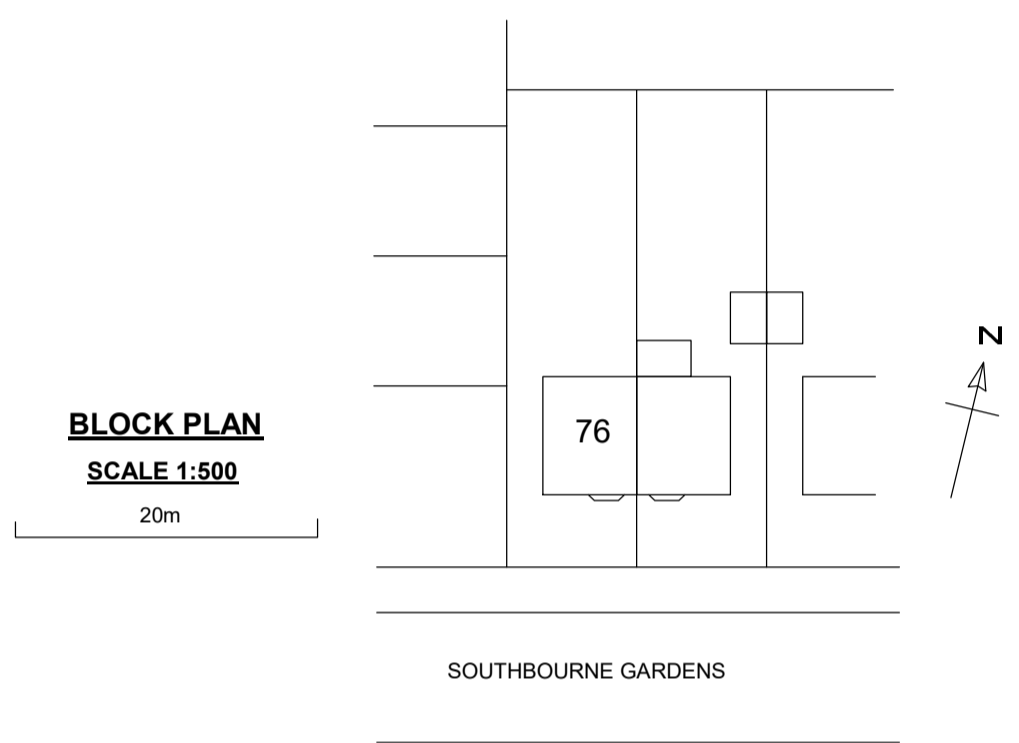 BLOCK PLAN
SCALE 1:500
20m
76
N
SOUTHBOURNE GARDENS